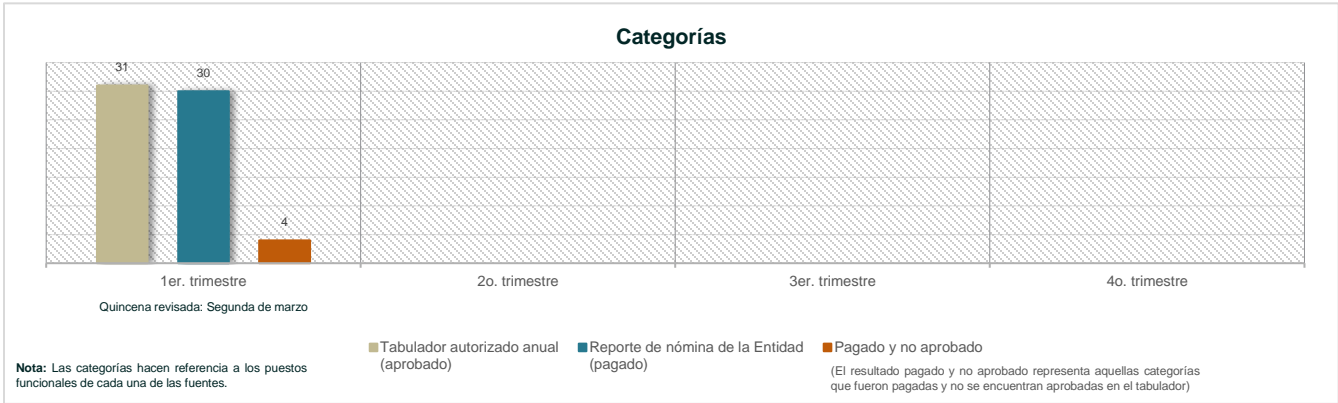 Categorías
31
30
4
1er. trimestre
2o. trimestre
3er. trimestre
4o. trimestre
Quincena revisada: Segunda de marzo
Tabulador autorizado anual
(aprobado)
Reporte de nómina de la Entidad
(pagado)
Pagado y no aprobado
(El resultado pagado y no aprobado representa aquellas categorías
que fueron pagadas y no se encuentran aprobadas en el tabulador)
Nota: Las categorías hacen referencia a los puestos
funcionales de cada una de las fuentes.